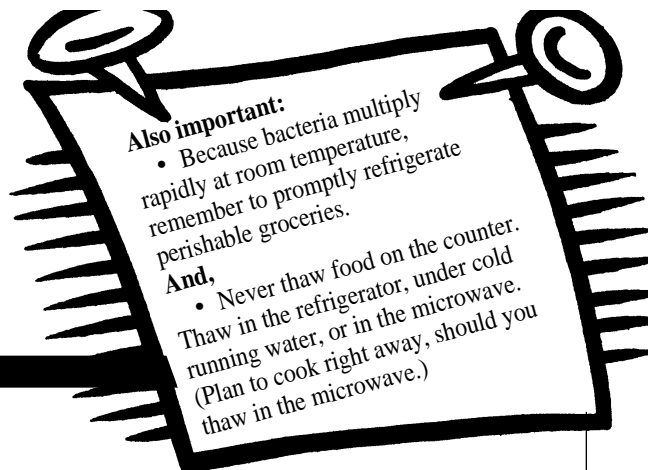 Also important:
• Because bacteria multiply
rapidly at room temperature,
remember to promptly refrigerate
perishable groceries.
And,
• Never thaw food on the counter.
Thaw in the refrigerator, under cold
running water, or in the microwave.
(Plan to cook right away, should you
thaw in the microwave.)